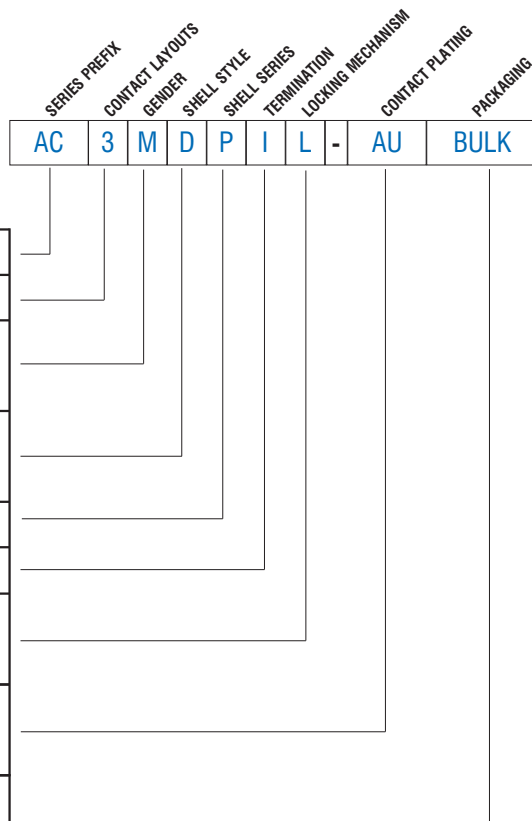 SERIES PREFIX
CONTACT LAYOUTS
GENDER
SHELL STYLE
SHELL SERIES
TERMINATION
LOCKING MECHANISM
CONTACT PLATING
PACKAGING
AC 3 M D P I L - AU BULK